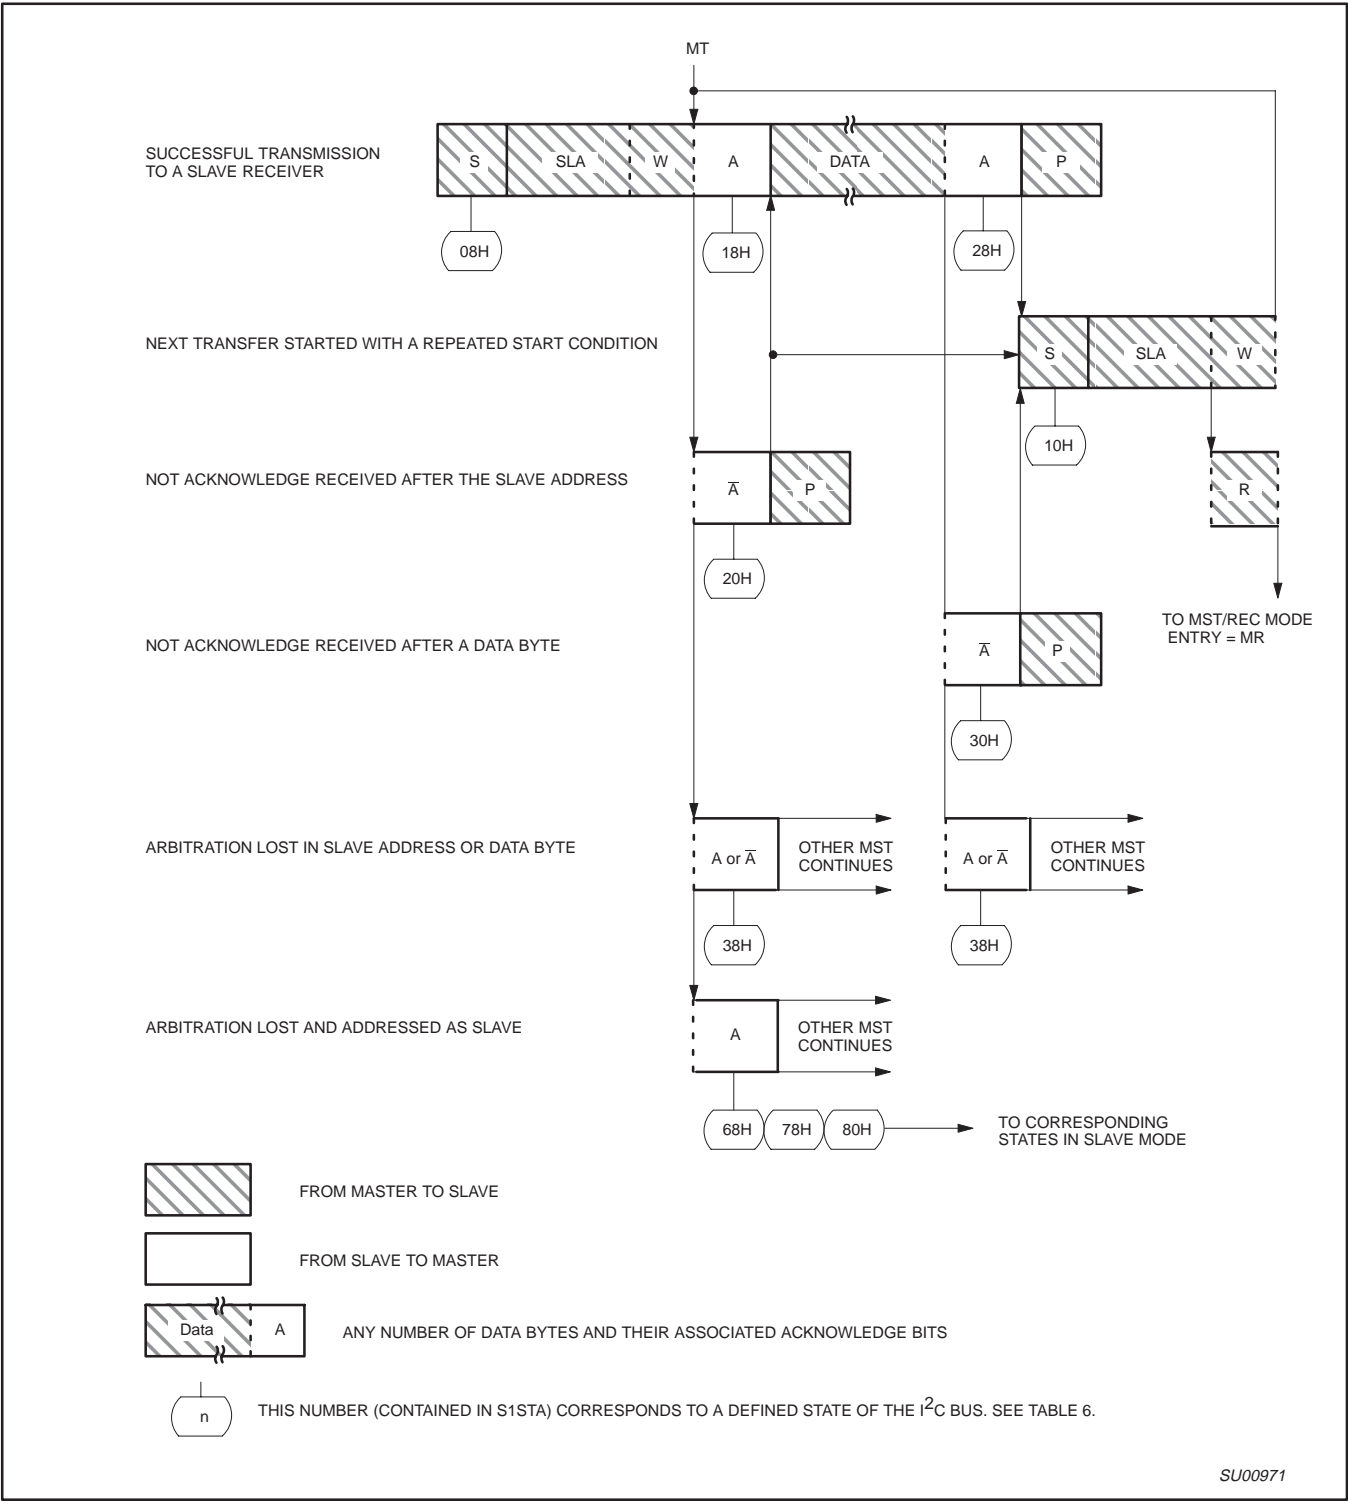 MT
SUCCESSFUL TRANSMISSION
TO A SLAVE RECEIVER
S SLA W A DATA A P
08H 18H 28H
NEXT TRANSFER STARTED WITH A REPEATED START CONDITION
S SLA W
10H
NOT ACKNOWLEDGE RECEIVED AFTER THE SLAVE ADDRESS
A̅ P R
20H
TO MST/REC MODE
ENTRY = MR
NOT ACKNOWLEDGE RECEIVED AFTER A DATA BYTE
A̅ P
30H
ARBITRATION LOST IN SLAVE ADDRESS OR DATA BYTE
A or A̅
OTHER MST
CONTINUES
A or A̅
OTHER MST
CONTINUES
38H 38H
ARBITRATION LOST AND ADDRESSED AS SLAVE
A
OTHER MST
CONTINUES
68H 78H 80H
TO CORRESPONDING
STATES IN SLAVE MODE
FROM MASTER TO SLAVE
FROM SLAVE TO MASTER
Data A ANY NUMBER OF DATA BYTES AND THEIR ASSOCIATED ACKNOWLEDGE BITS
n THIS NUMBER (CONTAINED IN S1STA) CORRESPONDS TO A DEFINED STATE OF THE I²C BUS. SEE TABLE 6.
SU00971